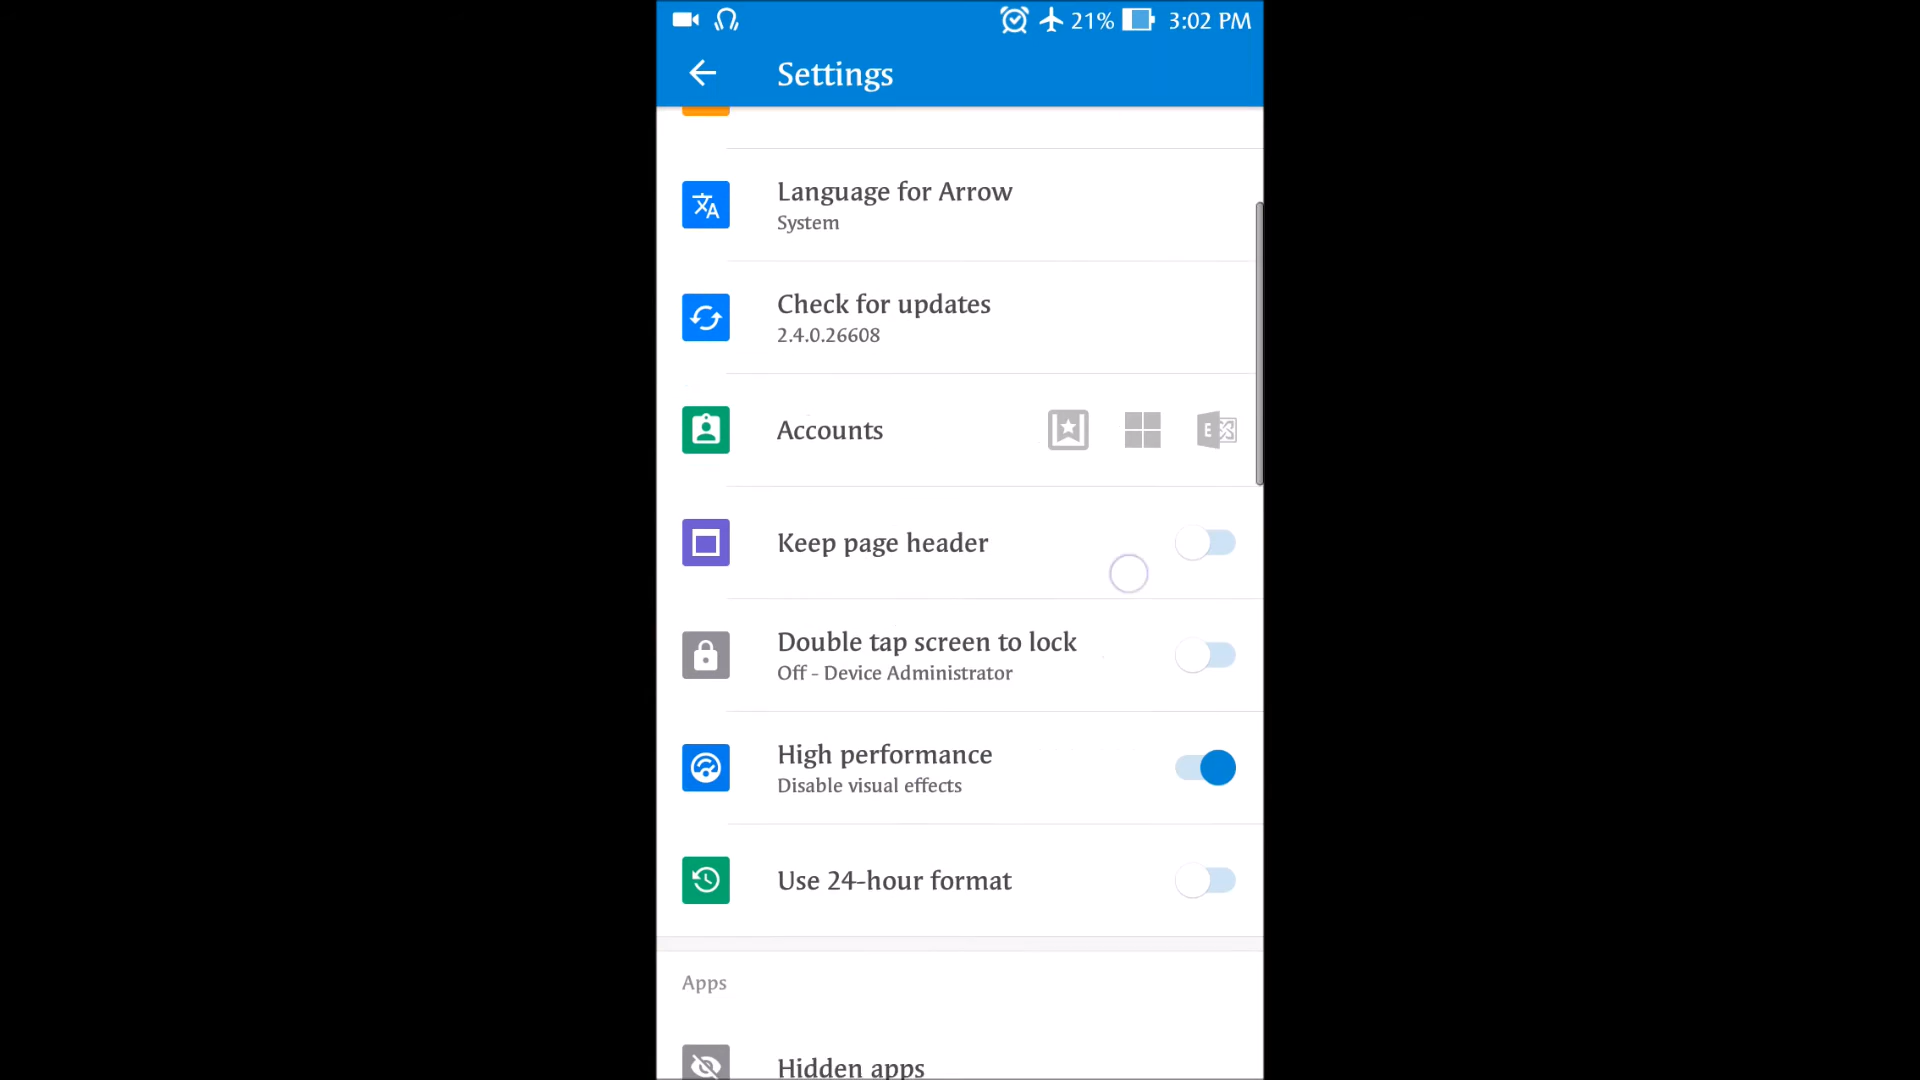 21% 3:02 PM
Settings
Language for Arrow
System
Check for updates
2.4.0.26608
Accounts
Keep page header
Double tap screen to lock
Off - Device Administrator
High performance
Disable visual effects
Use 24-hour format
Apps
Hidden apps